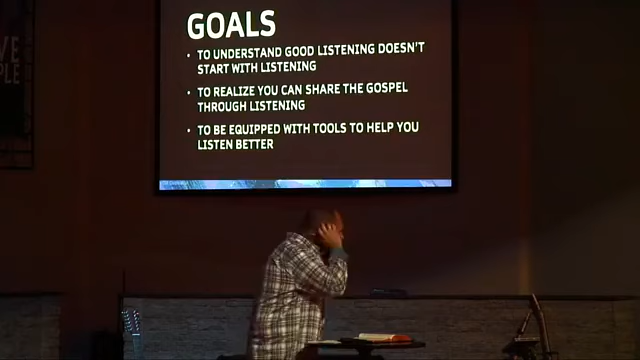 GOALS
• TO UNDERSTAND GOOD LISTENING DOESN'T
START WITH LISTENING
• TO REALIZE YOU CAN SHARE THE GOSPEL
THROUGH LISTENING
• TO BE EQUIPPED WITH TOOLS TO HELP YOU
LISTEN BETTER